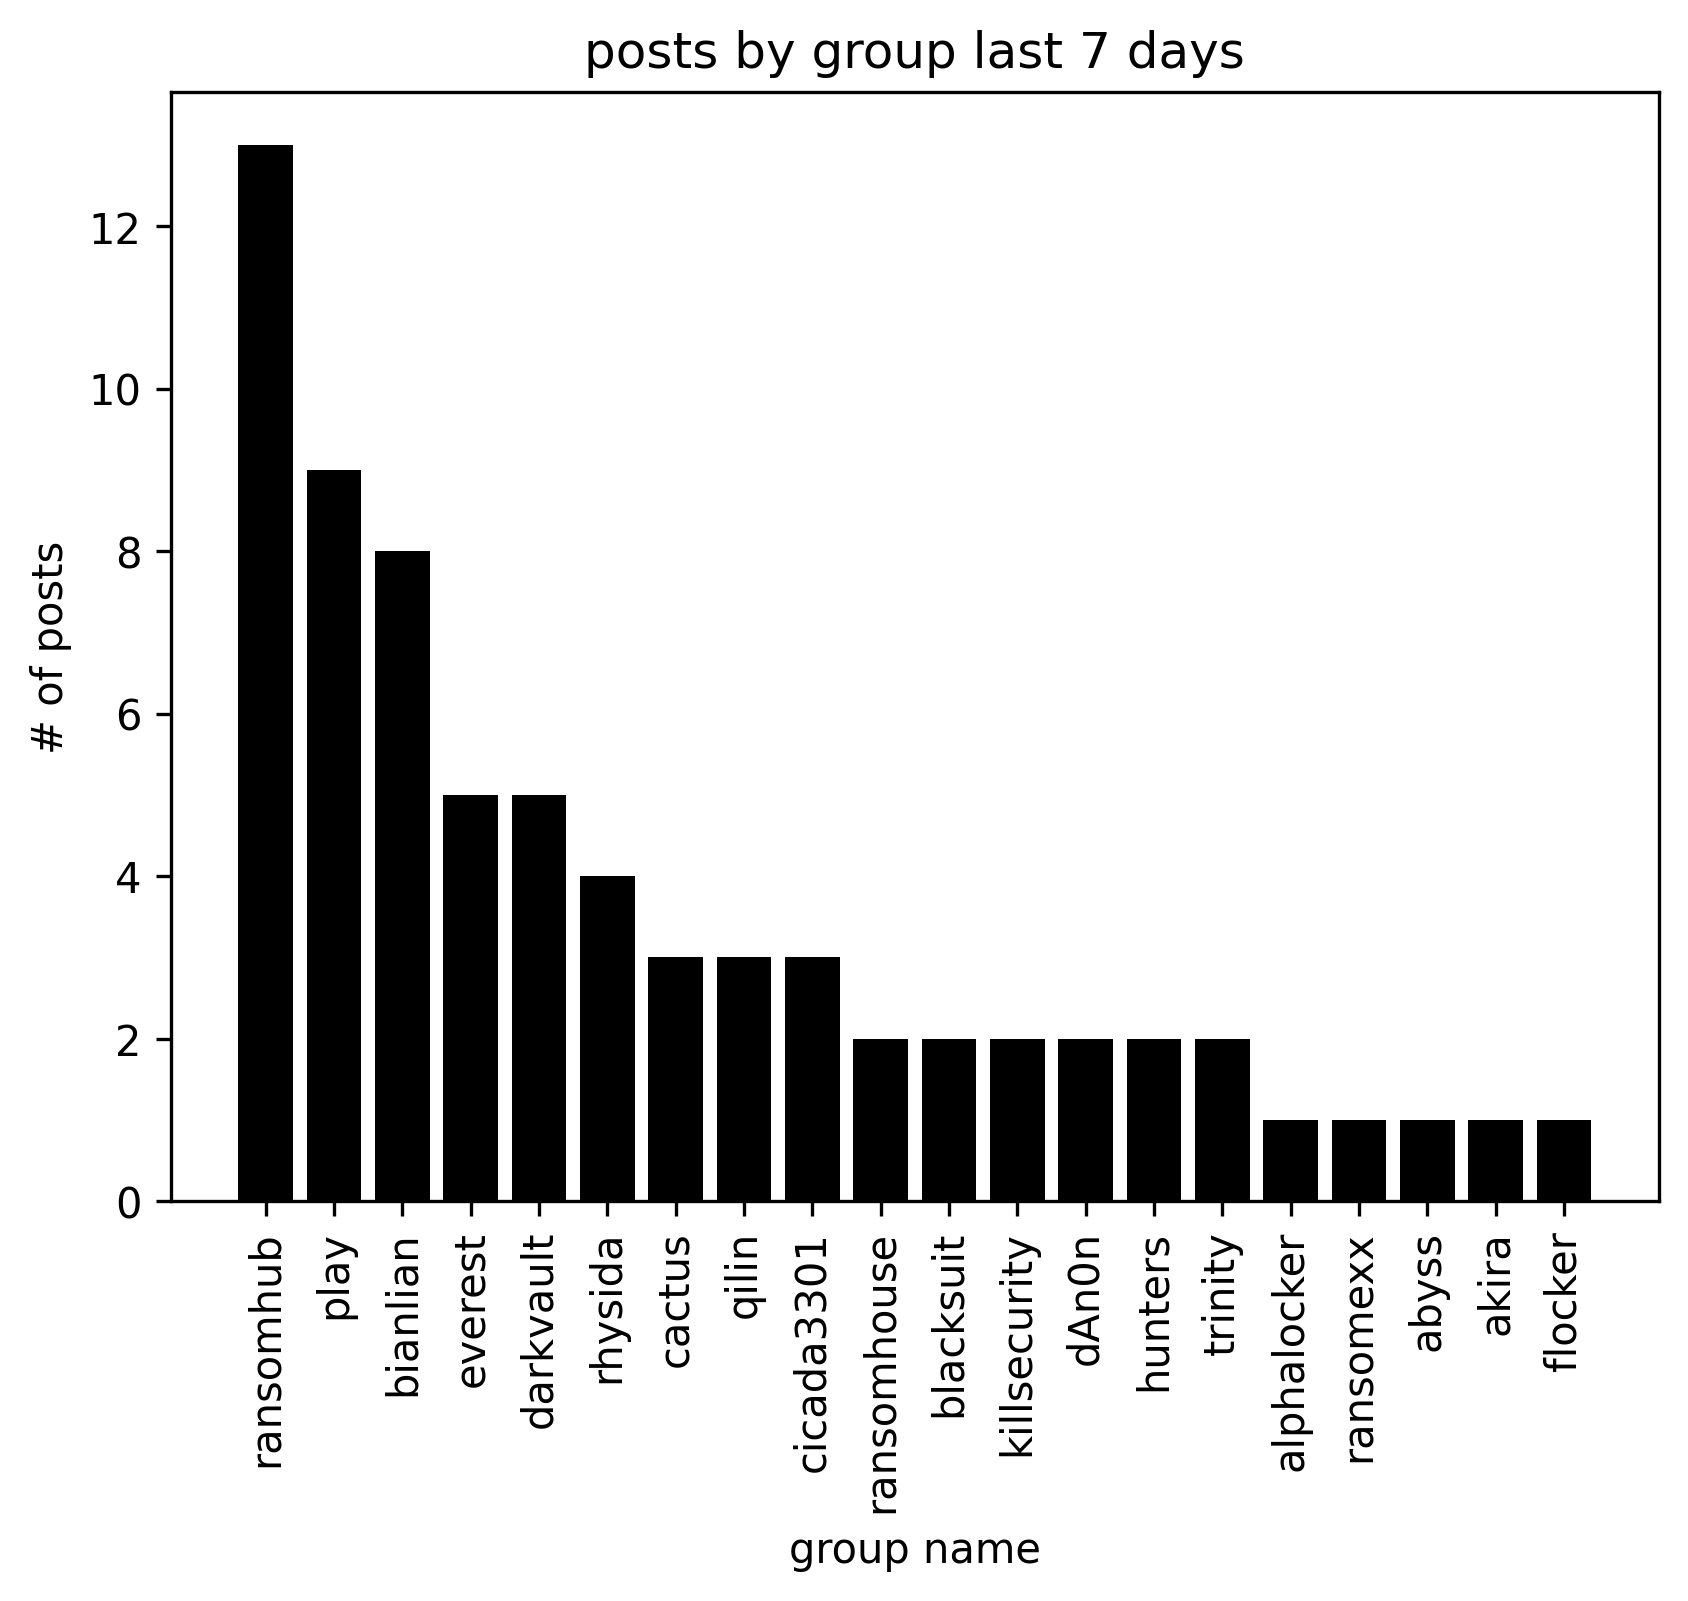 posts by group last 7 days
# of posts
12
10
8
6
4
2
0
ransomhub
play
bianlian
everest
darkvault
rhysida
cactus
qilin
cicada3301
ransomhouse
blacksuit
killsecurity
dAn0n
hunters
trinity
alphalocker
ransomexx
abyss
akira
flocker
group name